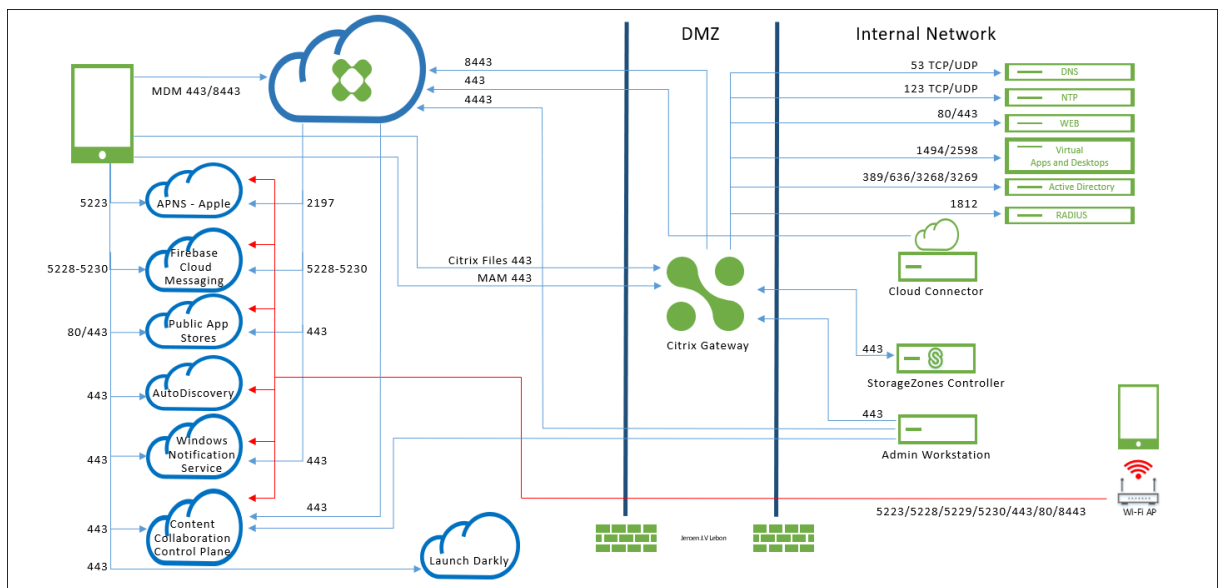 DMZ
Internal Network
MDM 443/8443
8443
443
4443
53 TCP/UDP
DNS
123 TCP/UDP
NTP
80/443
WEB
1494/2598
Virtual
Apps and Desktops
389/636/3268/3269
Active Directory
1812
RADIUS
5223
APNS - Apple
2197
5228-5230
Firebase
Cloud
Messaging
5228-5230
Citrix Files 443
MAM 443
Citrix Gateway
Cloud Connector
80/443
Public App
Stores
443
443
StorageZones Controller
443
AutoDiscovery
443
Admin Workstation
443
Windows
Notification
Service
443
443
Content
Collaboration
Control Plane
443
5223/5228/5229/5230/443/80/8443
Wi-Fi AP
Jeroen J.V Lebon
443
Launch Darkly